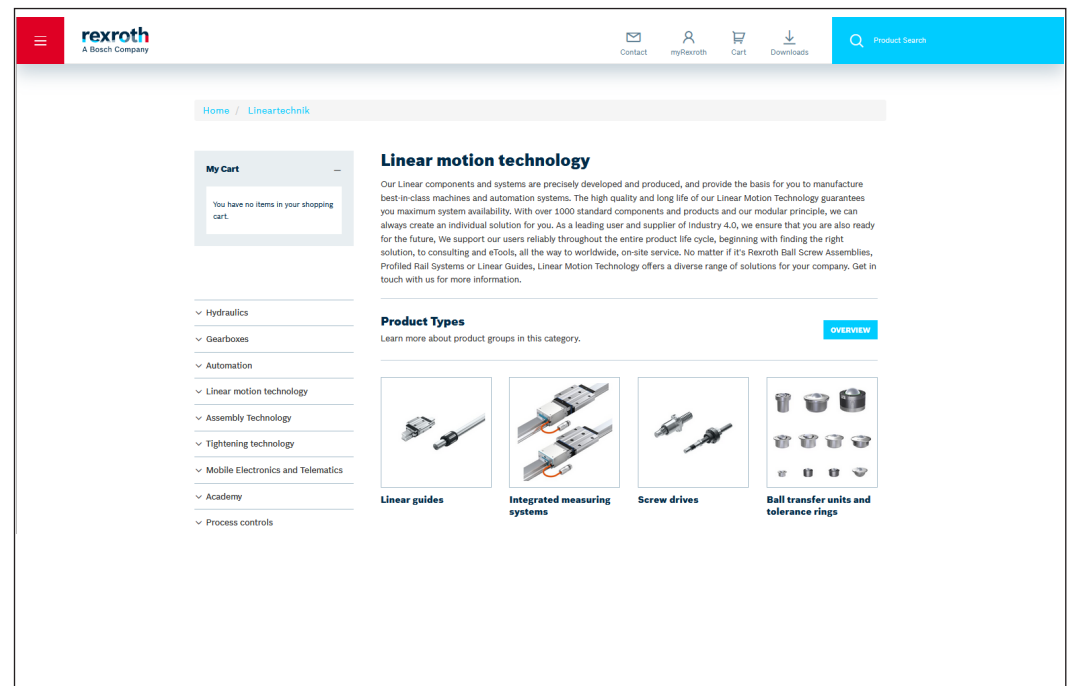 rexroth
A Bosch Company
Contact
myRexroth
Cart
Downloads
Product Search
Home / Lineartechnik
My Cart
You have no items in your shopping
cart.
Hydraulics
Gearboxes
Automation
Linear motion technology
Assembly Technology
Tightening technology
Mobile Electronics and Telematics
Academy
Process controls
Linear motion technology
Our Linear components and systems are precisely developed and produced, and provide the basis for you to manufacture
best-in-class machines and automation systems. The high quality and long life of our Linear Motion Technology guarantees
you maximum system availability. With over 1000 standard components and products and our modular principle, we can
always create an individual solution for you. As a leading user and supplier of Industry 4.0, we ensure that you are also ready
for the future, We support our users reliably throughout the entire product life cycle, beginning with finding the right
solution, to consulting and eTools, all the way to worldwide, on-site service. No matter if it's Rexroth Ball Screw Assemblies,
Profiled Rail Systems or Linear Guides, Linear Motion Technology offers a diverse range of solutions for your company. Get in
touch with us for more information.
Product Types
Learn more about product groups in this category.
OVERVIEW
Linear guides
Integrated measuring
systems
Screw drives
Ball transfer units and
tolerance rings